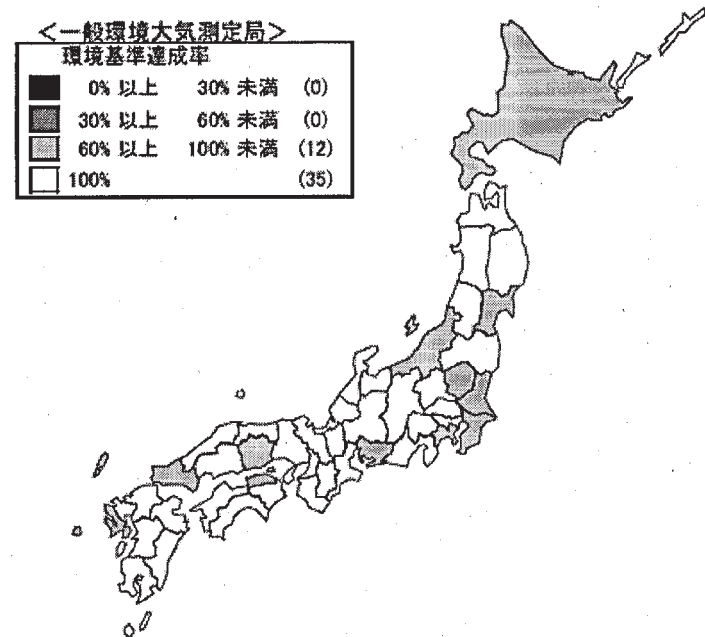 ＜一般環境大気測定局＞
環境基準達成率
0% 以上 30% 未満 (0)
30% 以上 60% 未満 (0)
60% 以上 100% 未満 (12)
100% (35)